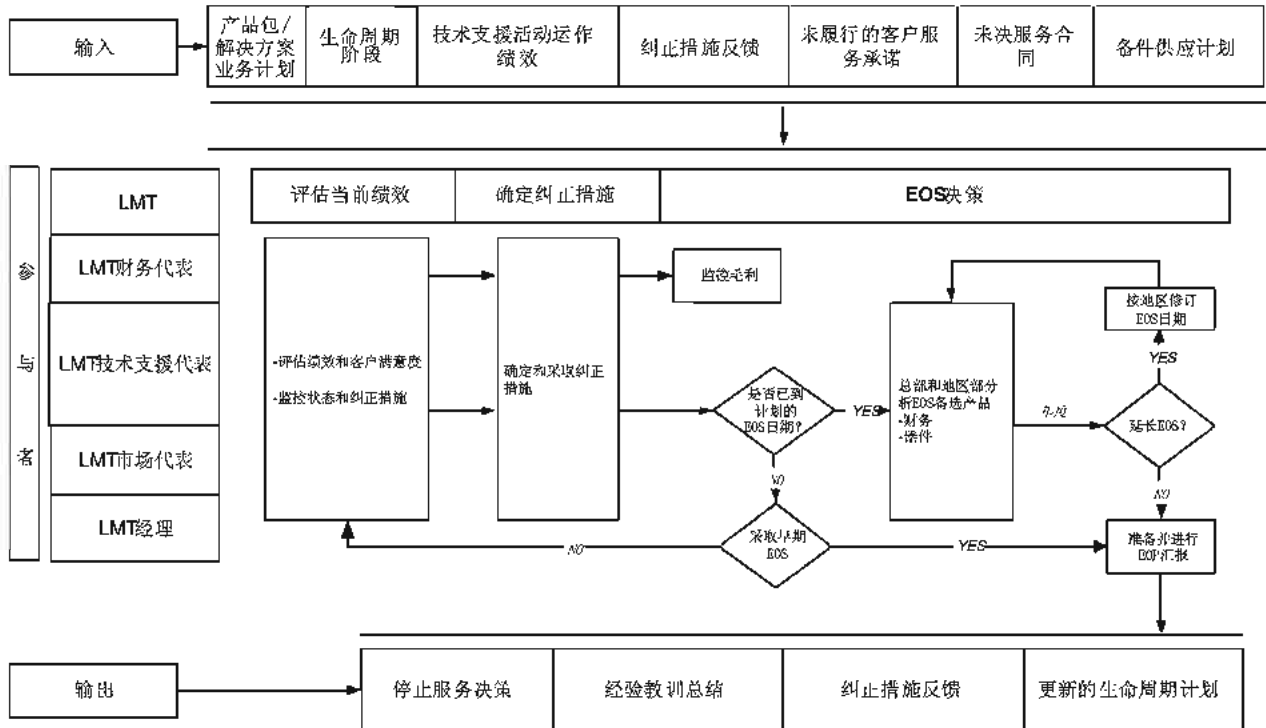 输入
产品包/
解决方案
业务计划
生命周期
阶段
技术支援活动运作
绩效
纠正措施反馈
未履行的客户服
务承诺
未决服务合
同
备件供应计划
参
与
者
LMT
LMT财务代表
LMT技术支援代表
LMT市场代表
LMT经理
评估当前绩效
确定纠正措施
EOS决策
-评估绩效和客户满意度
-监控状态和纠正措施
确定和采取纠正
措施
监控毛利
是否已到
计划的
EOS日期?
YES
NO
采取早期
EOS
NO
YES
总部和地区部分
析EOS备选产品
-财务
-器件
按地区修订
EOS日期
YES
延长EOS?
NO
准备并进行
输出
停止服务决策
经验教训总结
纠正措施反馈
更新的生命周期计划